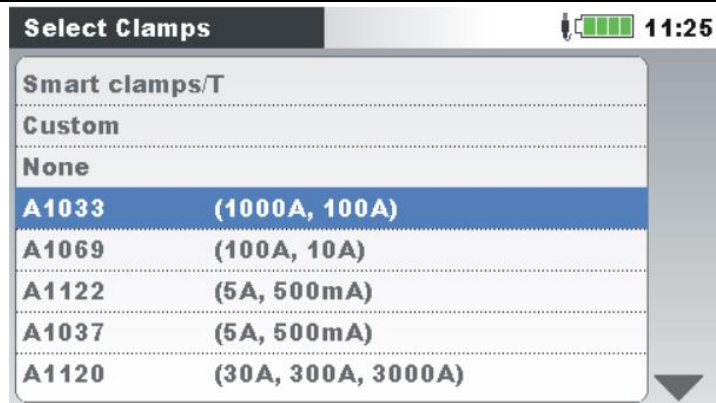 Select Clamps 11:25
Smart clamps/T
Custom
None
A1033 (1000A, 100A)
A1069 (100A, 10A)
A1122 (5A, 500mA)
A1037 (5A, 500mA)
A1120 (30A, 300A, 3000A)